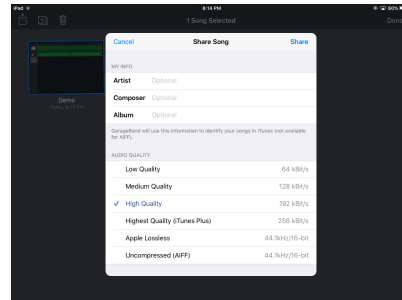 iPad 8:14 PM 60%
1 Song Selected Done
Cancel Share Song Share
MY INFO
Artist Optional
Composer Optional
Album Optional
GarageBand will use this information to identify your songs in iTunes (not available
for AIFF).
AUDIO QUALITY
Low Quality 64 kBit/s
Medium Quality 128 kBit/s
✓ High Quality 192 kBit/s
Highest Quality (iTunes Plus) 256 kBit/s
Apple Lossless 44.1kHz/16-bit
Uncompressed (AIFF) 44.1kHz/16-bit
Demo